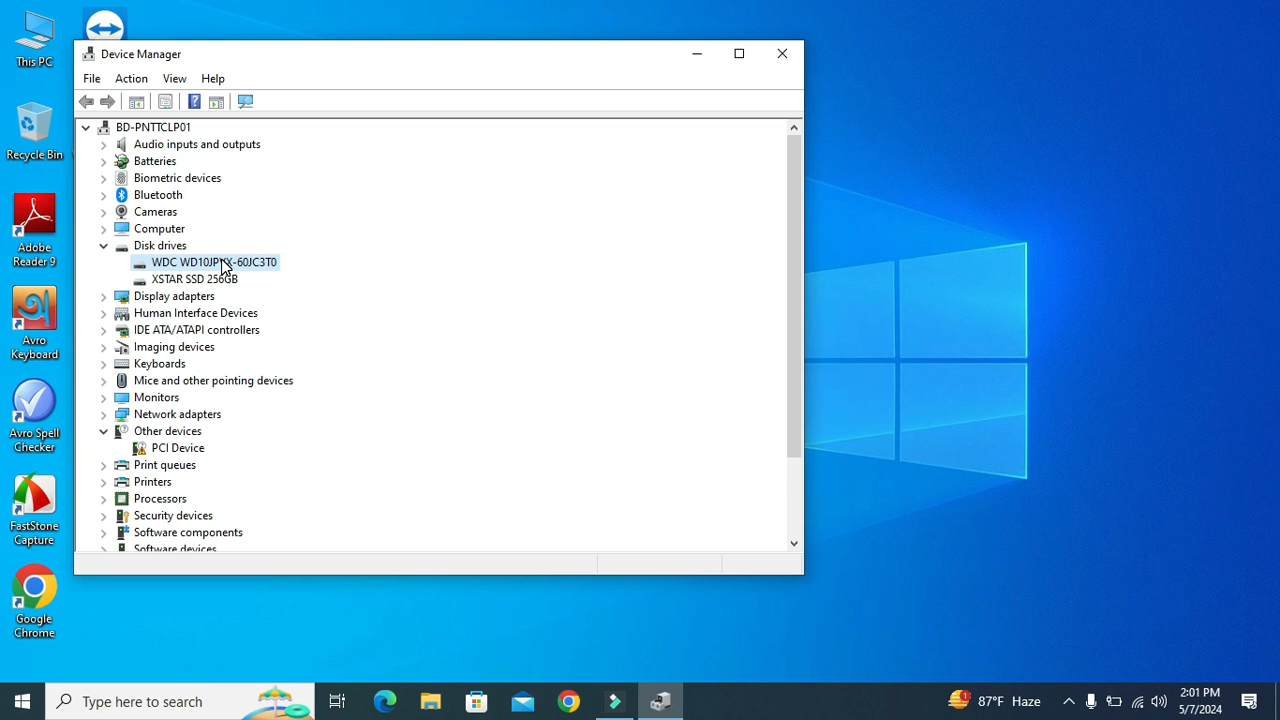 This PC
Recycle Bin
Adobe
Reader 9
Avro
Keyboard
Avro Spell
Checker
FastStone
Capture
Google
Chrome
Device Manager
File Action View Help
BD-PNTTCLP01
Audio inputs and outputs
Batteries
Biometric devices
Bluetooth
Cameras
Computer
Disk drives
XSTAR SSD 256GB
Display adapters
Human Interface Devices
IDE ATA/ATAPI controllers
Imaging devices
Keyboards
Mice and other pointing devices
Monitors
Network adapters
Other devices
PCI Device
Print queues
Printers
Processors
Security devices
Software components
Software devices
Type here to search
1
87°F Haze
2:01 PM
5/7/2024